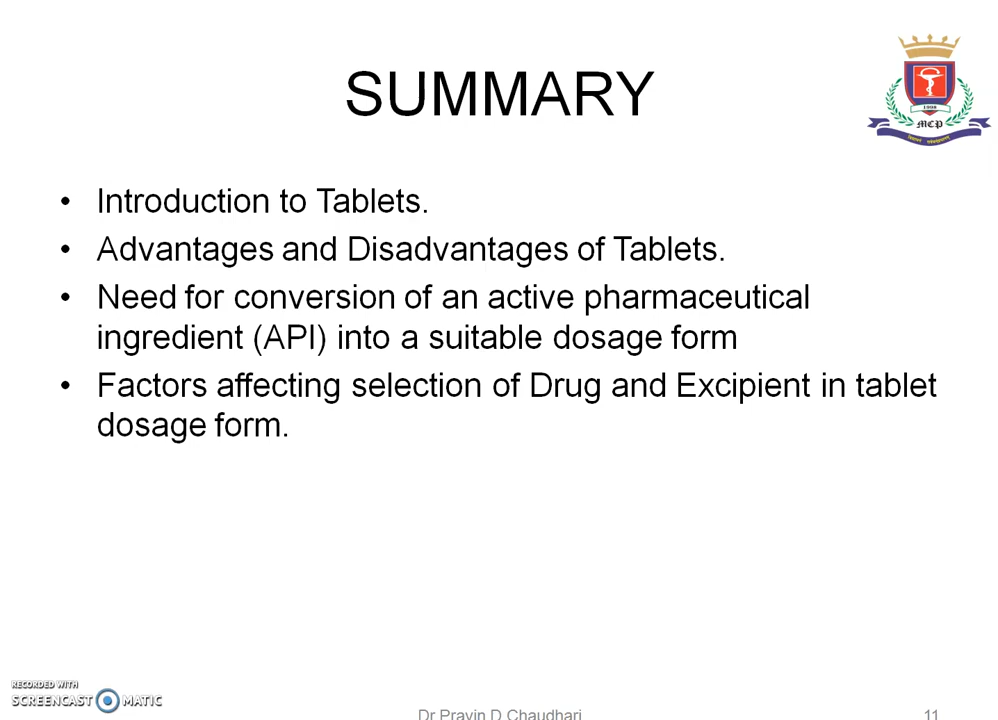 SUMMARY
1998
MCP
• Introduction to Tablets.
• Advantages and Disadvantages of Tablets.
• Need for conversion of an active pharmaceutical
ingredient (API) into a suitable dosage form
• Factors affecting selection of Drug and Excipient in tablet
dosage form.
RECORDED WITH
SCREENCAST MATIC
Dr Pravin D Chaudhari
11